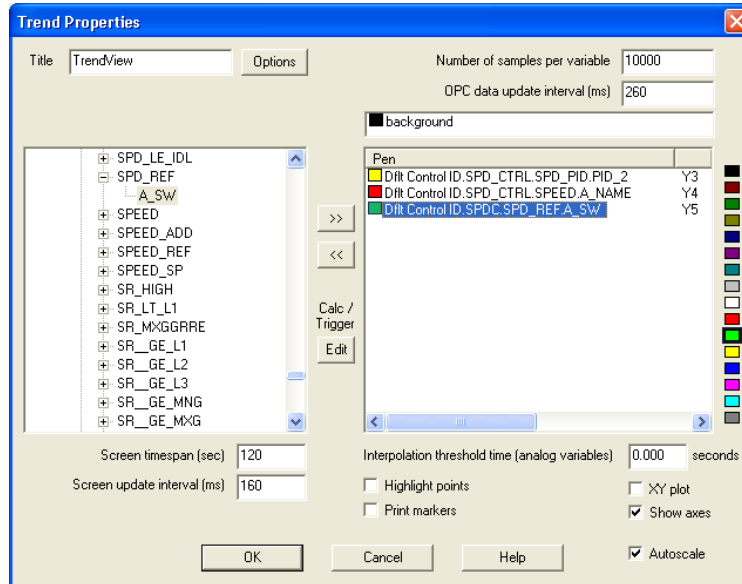 Trend Properties
Title TrendView Options
Number of samples per variable 10000
OPC data update interval (ms) 260
background
SPD_LE_IDL
SPD_REF
A_SW
SPEED
SPEED_ADD
SPEED_REF
SPEED_SP
SR_HIGH
SR_LT_L1
SR_MXGGRRE
SR__GE_L1
SR__GE_L2
SR__GE_L3
SR__GE_MNG
SR__GE_MXG
>>
<<
Calc /
Trigger
Edit
Pen
Dflt Control ID.SPD_CTRL.SPD_PID.PID_2 Y3
Dflt Control ID.SPD_CTRL.SPEED.A_NAME Y4
Dflt Control ID.SPDC.SPD_REF.A_SW Y5
Screen timespan (sec) 120
Screen update interval (ms) 160
Interpolation threshold time (analog variables) 0.000 seconds
Highlight points
XY plot
Print markers
Show axes
OK Cancel Help
Autoscale